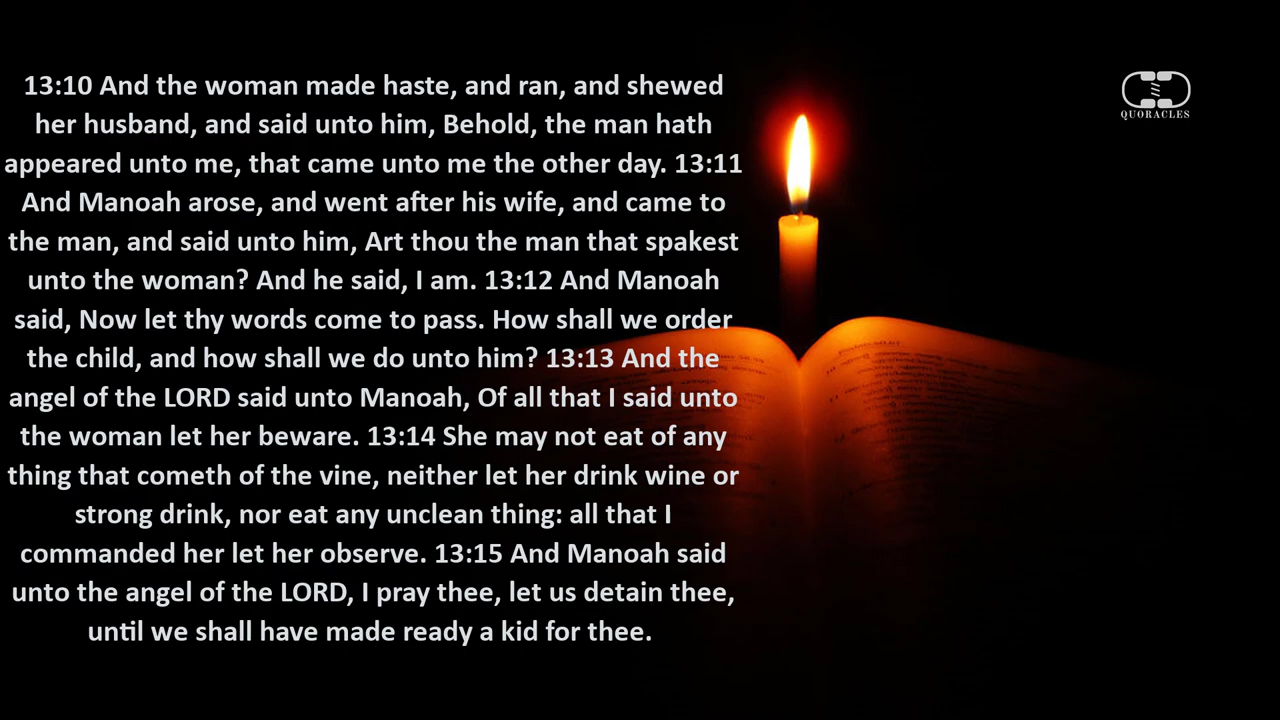 13:10 And the woman made haste, and ran, and shewed
her husband, and said unto him, Behold, the man hath
appeared unto me, that came unto me the other day. 13:11
And Manoah arose, and went after his wife, and came to
the man, and said unto him, Art thou the man that spakest
unto the woman? And he said, I am. 13:12 And Manoah
said, Now let thy words come to pass. How shall we order
the child, and how shall we do unto him? 13:13 And the
angel of the LORD said unto Manoah, Of all that I said unto
the woman let her beware. 13:14 She may not eat of any
thing that cometh of the vine, neither let her drink wine or
strong drink, nor eat any unclean thing: all that I
commanded her let her observe. 13:15 And Manoah said
unto the angel of the LORD, I pray thee, let us detain thee,
until we shall have made ready a kid for thee.
QUORACLES